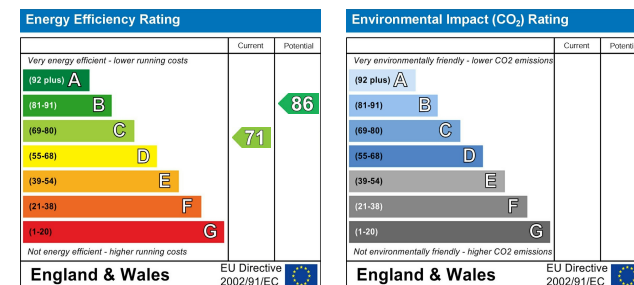 Energy Efficiency Rating
Current Potential
Very energy efficient - lower running costs
(92 plus) A
(81-91) B
86
(69-80) C
71
(55-68) D
(39-54) E
(21-38) F
(1-20) G
Not energy efficient - higher running costs
England & Wales
EU Directive
2002/91/EC
Environmental Impact (CO₂) Rating
Current Potenti
Very environmentally friendly - lower CO2 emissions
(92 plus) A
(81-91) B
(69-80) C
(55-68) D
(39-54) E
(21-38) F
(1-20) G
Not environmentally friendly - higher CO2 emissions
England & Wales
EU Directive
2002/91/EC